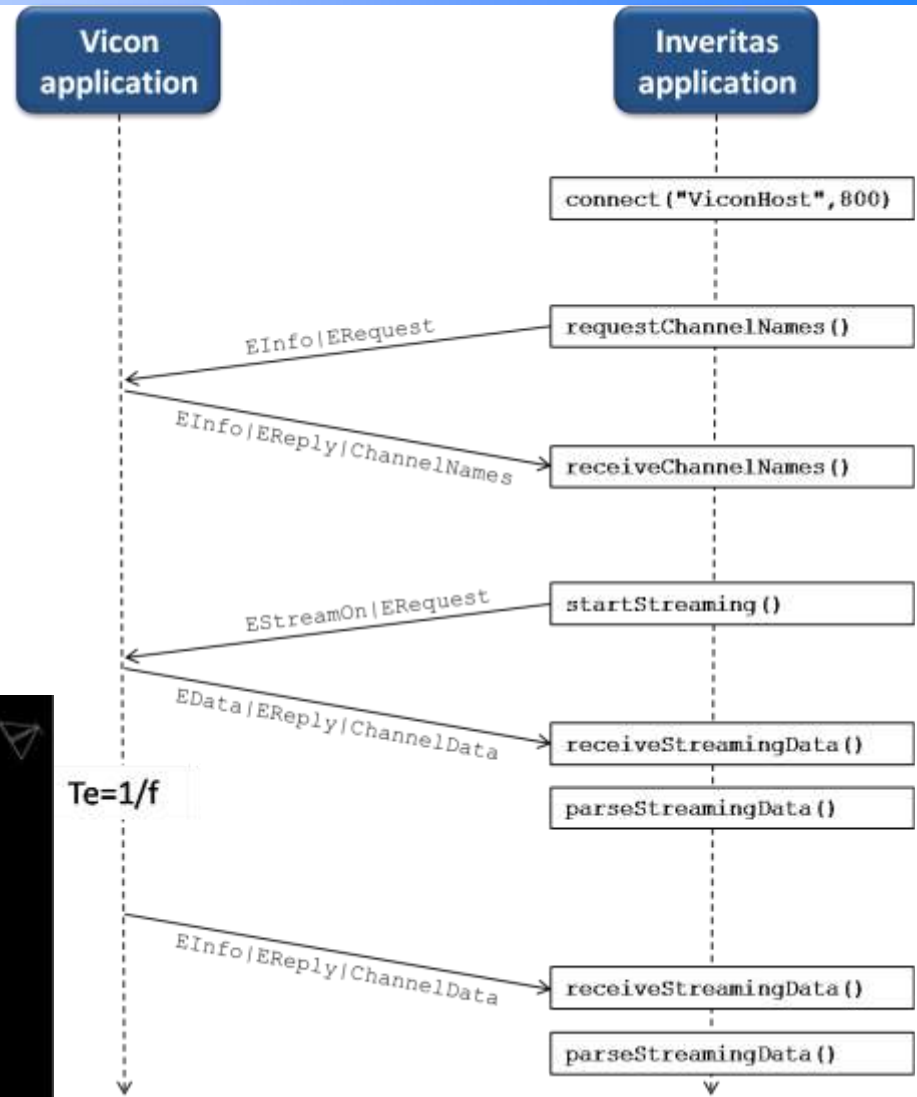 Vicon
application
Inveritas
application
connect("ViconHost",800)
EInfo|ERequest
requestChannelNames()
EInfo|EReply|ChannelNames
receiveChannelNames()
EStreamOn|ERequest
startStreaming()
EData|EReply|ChannelData
receiveStreamingData()
Te=1/f
parseStreamingData()
EInfo|EReply|ChannelData
receiveStreamingData()
parseStreamingData()